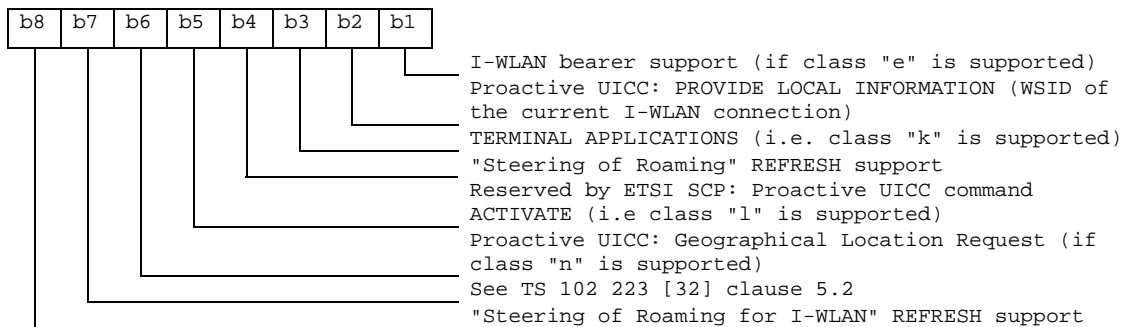 b8 b7 b6 b5 b4 b3 b2 b1
I-WLAN bearer support (if class "e" is supported)
Proactive UICC: PROVIDE LOCAL INFORMATION (WSID of
the current I-WLAN connection)
TERMINAL APPLICATIONS (i.e. class "k" is supported)
"Steering of Roaming" REFRESH support
Reserved by ETSI SCP: Proactive UICC command
ACTIVATE (i.e class "l" is supported)
Proactive UICC: Geographical Location Request (if
class "n" is supported)
See TS 102 223 [32] clause 5.2
"Steering of Roaming for I-WLAN" REFRESH support